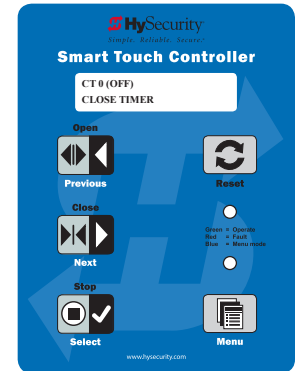 HySecurity
Simple. Reliable. Secure.
Smart Touch Controller
CT 0 (OFF)
CLOSE TIMER
Open
Previous
Reset
Close
Next
Green = Operate
Red = Fault
Blue = Menu mode
Stop
Select
Menu
www.hysecurity.com